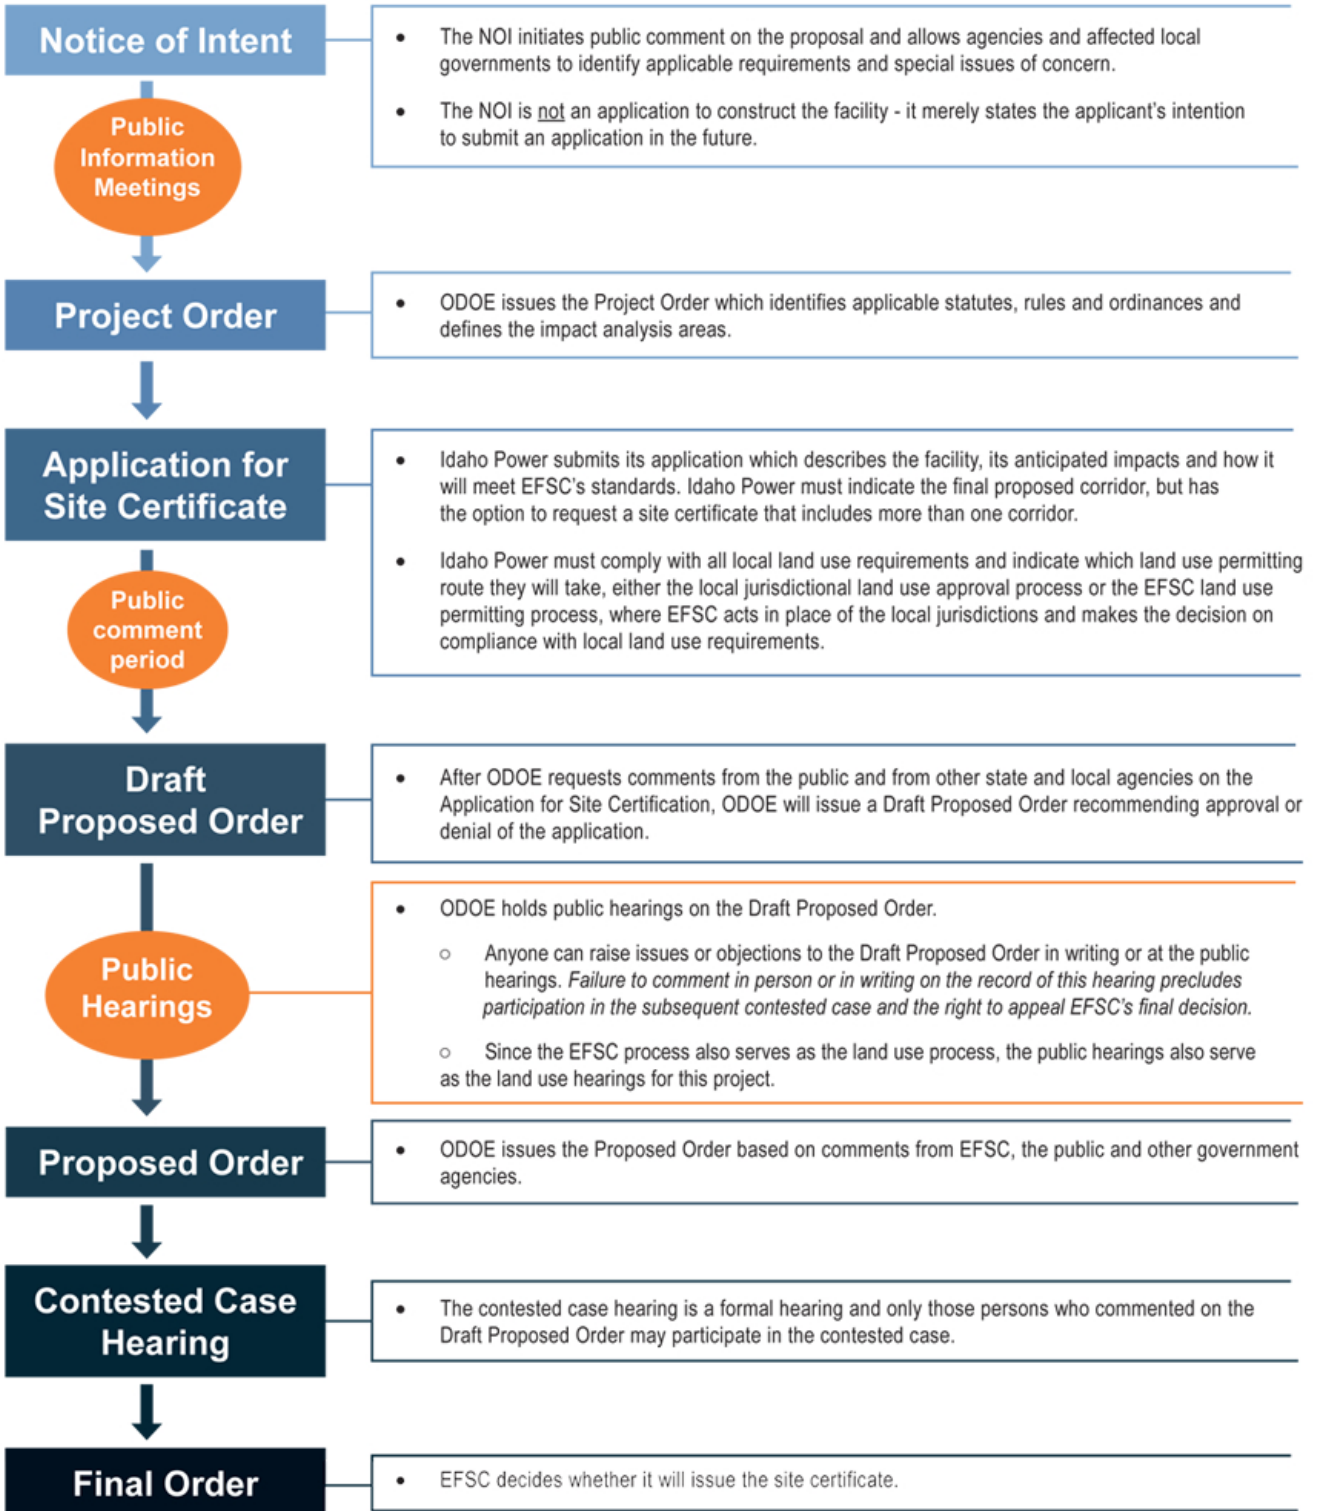 Notice of Intent
• The NOI initiates public comment on the proposal and allows agencies and affected local
governments to identify applicable requirements and special issues of concern.
• The NOI is not an application to construct the facility - it merely states the applicant's intention
to submit an application in the future.
Public
Information
Meetings
Project Order
• ODOE issues the Project Order which identifies applicable statutes, rules and ordinances and
defines the impact analysis areas.
Application for
Site Certificate
• Idaho Power submits its application which describes the facility, its anticipated impacts and how it
will meet EFSC's standards. Idaho Power must indicate the final proposed corridor, but has
the option to request a site certificate that includes more than one corridor.
• Idaho Power must comply with all local land use requirements and indicate which land use permitting
route they will take, either the local jurisdictional land use approval process or the EFSC land use
permitting process, where EFSC acts in place of the local jurisdictions and makes the decision on
compliance with local land use requirements.
Public
comment
period
Draft
Proposed Order
• After ODOE requests comments from the public and from other state and local agencies on the
Application for Site Certification, ODOE will issue a Draft Proposed Order recommending approval or
denial of the application.
Public
Hearings
• ODOE holds public hearings on the Draft Proposed Order.
○ Anyone can raise issues or objections to the Draft Proposed Order in writing or at the public
hearings. Failure to comment in person or in writing on the record of this hearing precludes
participation in the subsequent contested case and the right to appeal EFSC's final decision.
○ Since the EFSC process also serves as the land use process, the public hearings also serve
as the land use hearings for this project.
Proposed Order
• ODOE issues the Proposed Order based on comments from EFSC, the public and other government
agencies.
Contested Case
Hearing
• The contested case hearing is a formal hearing and only those persons who commented on the
Draft Proposed Order may participate in the contested case.
Final Order
• EFSC decides whether it will issue the site certificate.